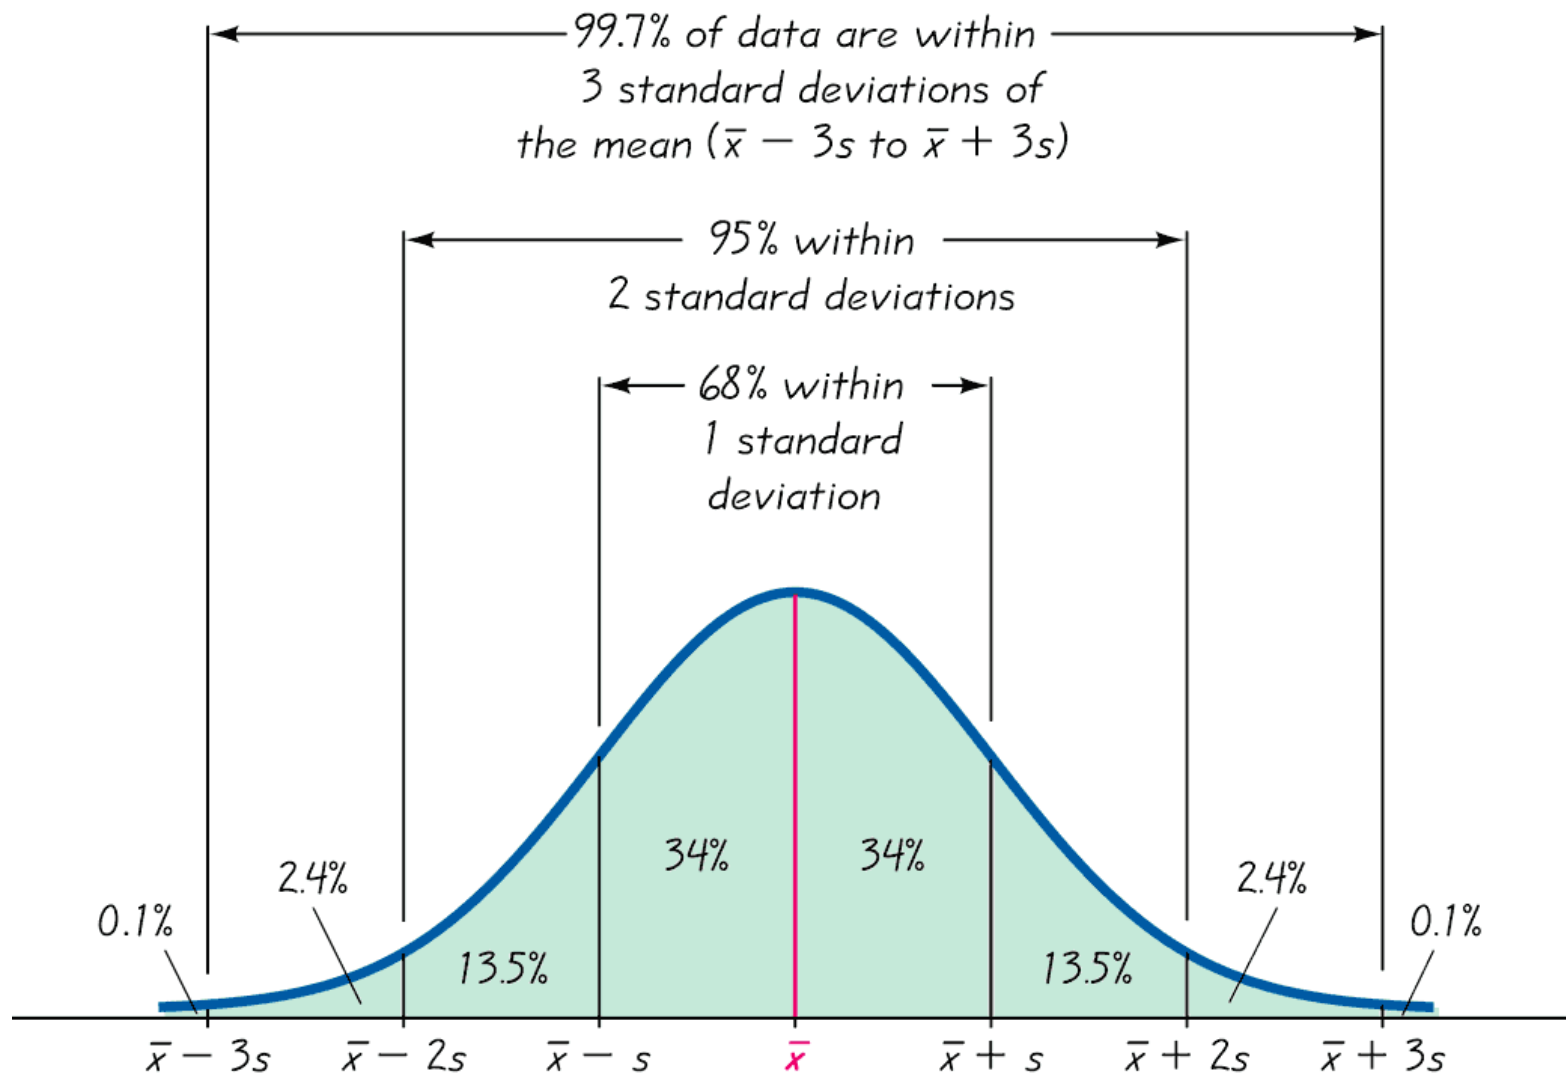 99.7% of data are within
3 standard deviations of
the mean (x̅ − 3s to x̅ + 3s)
95% within
2 standard deviations
68% within
1 standard
deviation
34% 34%
2.4% 2.4%
0.1% 0.1%
13.5% 13.5%
x̅ − 3s x̅ − 2s x̅ − s x̅ x̅ + s x̅ + 2s x̅ + 3s